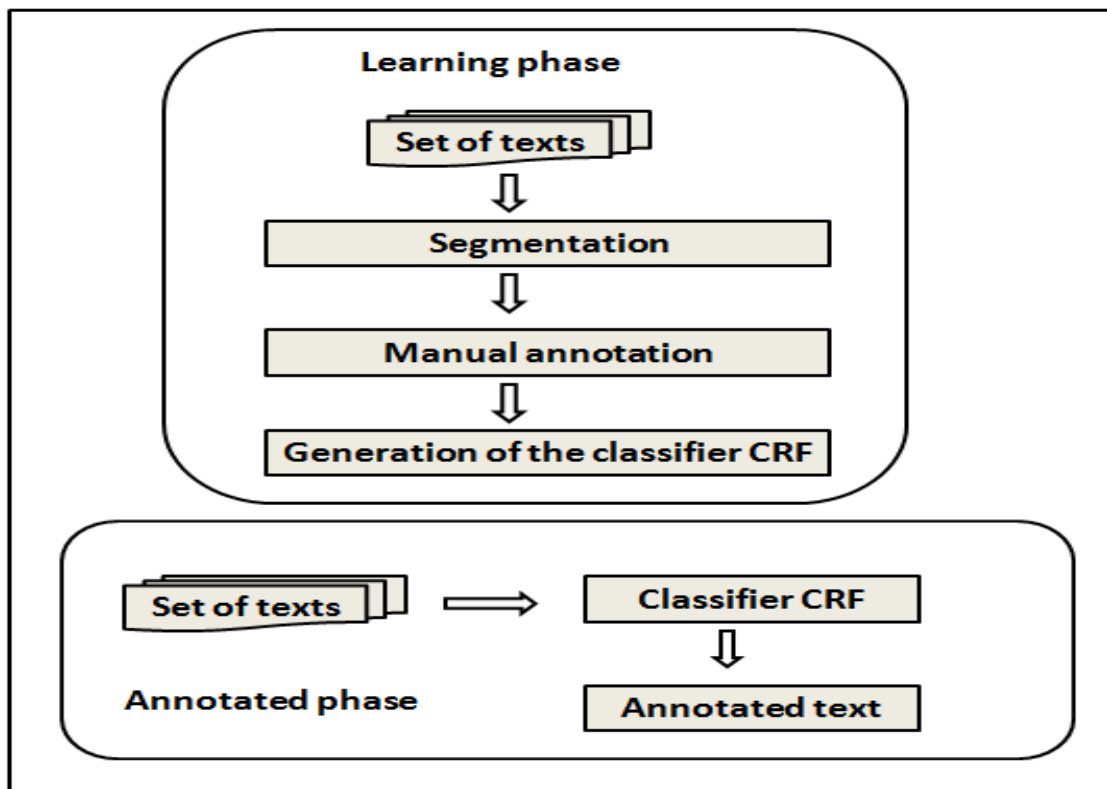 Learning phase
Set of texts
Segmentation
Manual annotation
Generation of the classifier CRF
Set of texts
Classifier CRF
Annotated phase
Annotated text